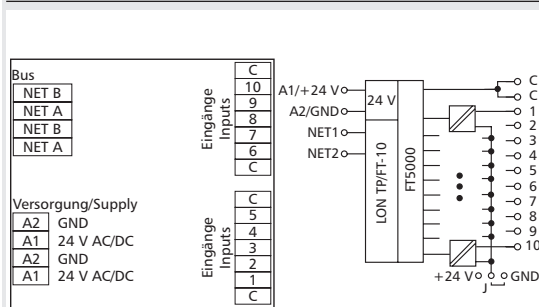 Bus
NET B
NET A
NET B
NET A
Versorgung/Supply
A2 GND
A1 24 V AC/DC
A2 GND
A1 24 V AC/DC
Eingänge
Inputs
C
10
9
8
7
6
C
Eingänge
Inputs
C
5
4
3
2
1
C
A1/+24 V
A2/GND
NET1
NET2
24 V
LON TP/FT-10
FT5000
C
C
1
2
3
4
5
6
7
8
9
10
+24 V
GND
J